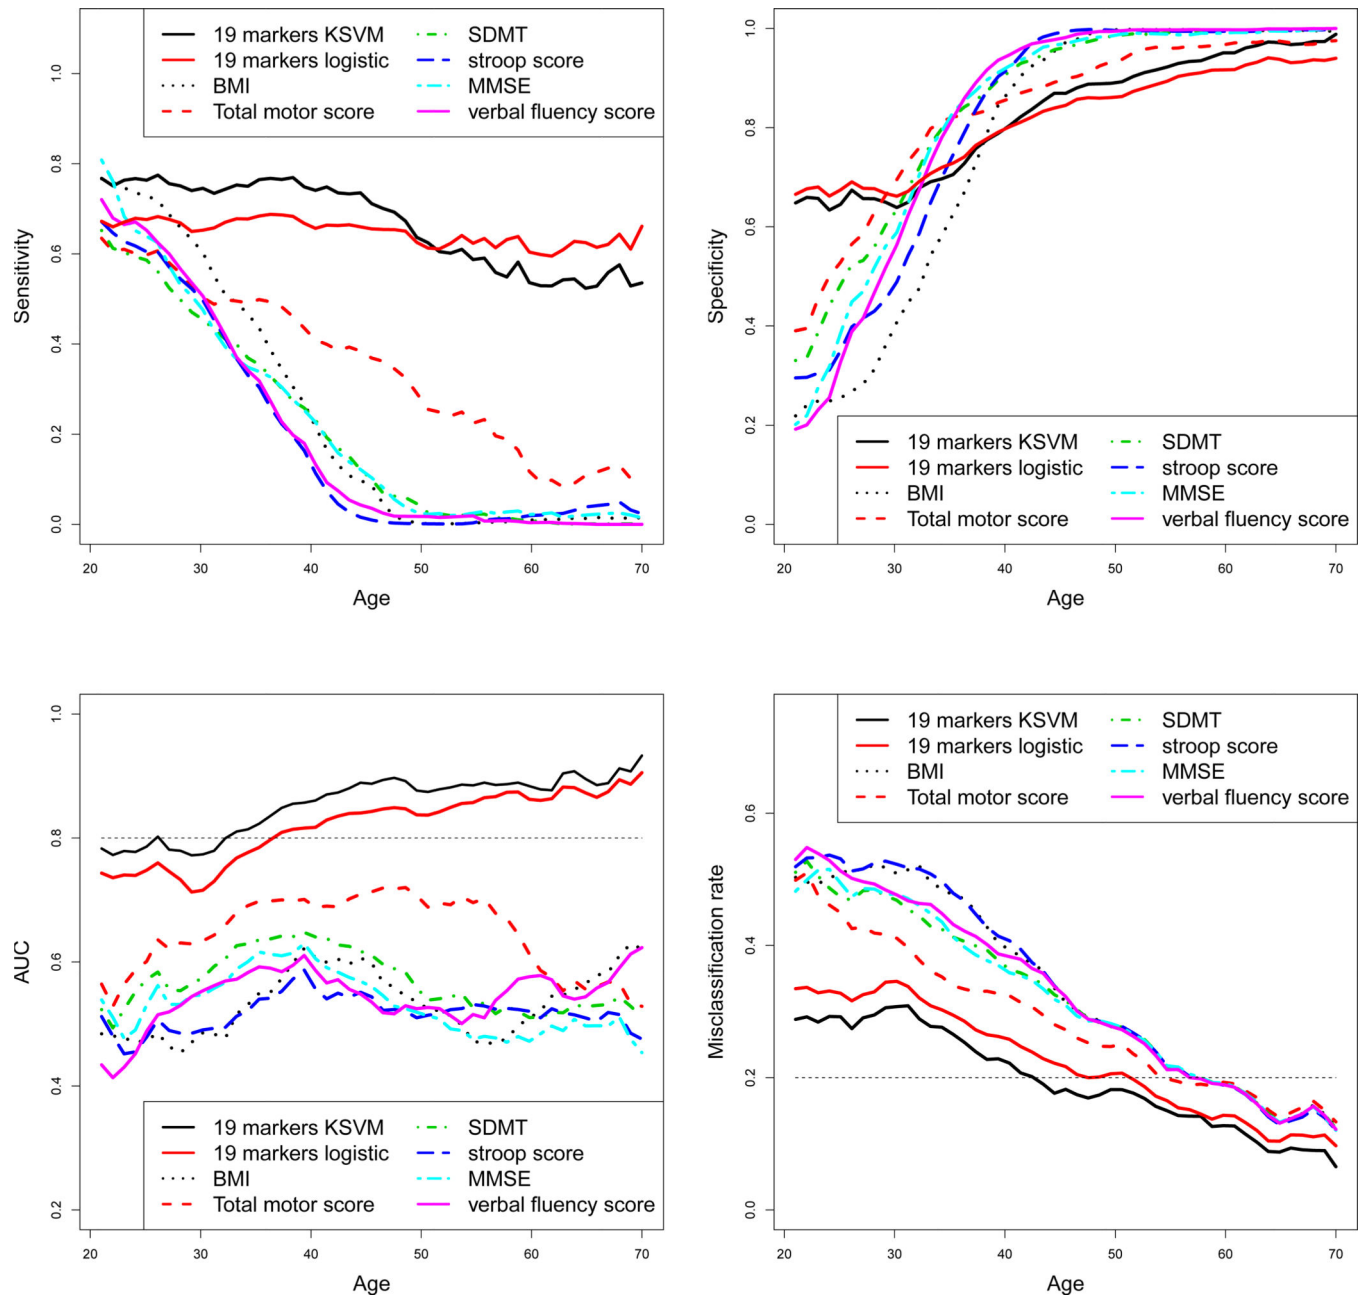 19 markers KSVM
19 markers logistic
BMI
Total motor score
SDMT
stroop score
MMSE
verbal fluency score
Sensitivity
0.0
0.2
0.4
0.6
0.8
1.0
20 30 40 50 60 70
Age
19 markers KSVM
19 markers logistic
BMI
Total motor score
SDMT
stroop score
MMSE
verbal fluency score
Specificity
0.0
0.2
0.4
0.6
0.8
1.0
20 30 40 50 60 70
Age
19 markers KSVM
19 markers logistic
BMI
Total motor score
SDMT
stroop score
MMSE
verbal fluency score
AUC
0.2
0.4
0.6
0.8
1.0
20 30 40 50 60 70
Age
19 markers KSVM
19 markers logistic
BMI
Total motor score
SDMT
stroop score
MMSE
verbal fluency score
Misclassification rate
0.0
0.2
0.4
0.6
20 30 40 50 60 70
Age